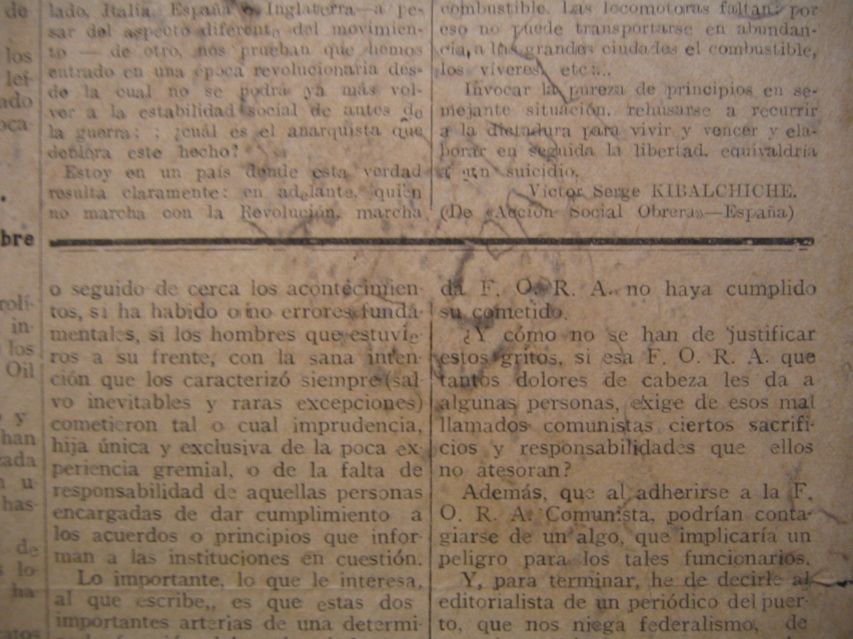 de
los
lef-
ado
oca
bre
rolí-
in-
los
Oil
y
han
u-
has-
de
lo-
ha-
lado, Italia, España e Inglaterra—a pe-
sar del aspecto diferente del movimien-
to — de otro, nos prueban que hemos
entrado en una época revolucionaria des-
de la cual no se podrá ya más vol-
ver a la estabilidad social de antes de
la guerra: ; ¿cuál es el anarquista que
deplora este hecho?
Estoy en un país donde esta verdad
resulta claramente: en adelante, quien
no marcha con la Revolución, marcha
combustible. Las locomotoras faltan; por
eso no puede transportarse en abundan-
cia, a las grandes ciudades el combustible,
los víveres, etc...
Invocar la pureza de principios en se-
mejante situación, rehusarse a recurrir
a la dictadura para vivir y vencer y ela-
borar en seguida la libertad, equivaldría
a un suicidio.
Víctor Serge KIBALCHICHE.
(De «Acción Social Obrera»—España)
o seguido de cerca los acontecimien-
tos, si ha habido o no errores funda-
mentales, si los hombres que estuvie-
ros a su frente, con la sana inten-
ción que los caracterizó siempre (sal-
vo inevitables y raras excepciones)
cometieron tal o cual imprudencia,
hija única y exclusiva de la poca ex-
periencia gremial, o de la falta de
responsabilidad de aquellas personas
encargadas de dar cumplimiento a
los acuerdos o principios que infor-
man a las instituciones en cuestión.
Lo importante, lo que le interesa,
al que escribe,, es que estas dos
importantes arterias de una determi-
da F. O. R. A. no haya cumplido
su cometido.
¿Y cómo no se han de justificar
estos gritos, si esa F. O. R. A. que
tantos dolores de cabeza les da a
algunas personas, exige de esos mal
llamados comunistas ciertos sacrifi-
cios y responsabilidades que ellos
no atesoran?
Además, que al adherirse a la F.
O. R. A. Comunista, podrían conta-
giarse de un algo, que implicaría un
peligro para los tales funcionarios.
Y, para terminar, he de decirle al
editorialista de un periódico del puer-
to, que nos niega federalismo, de